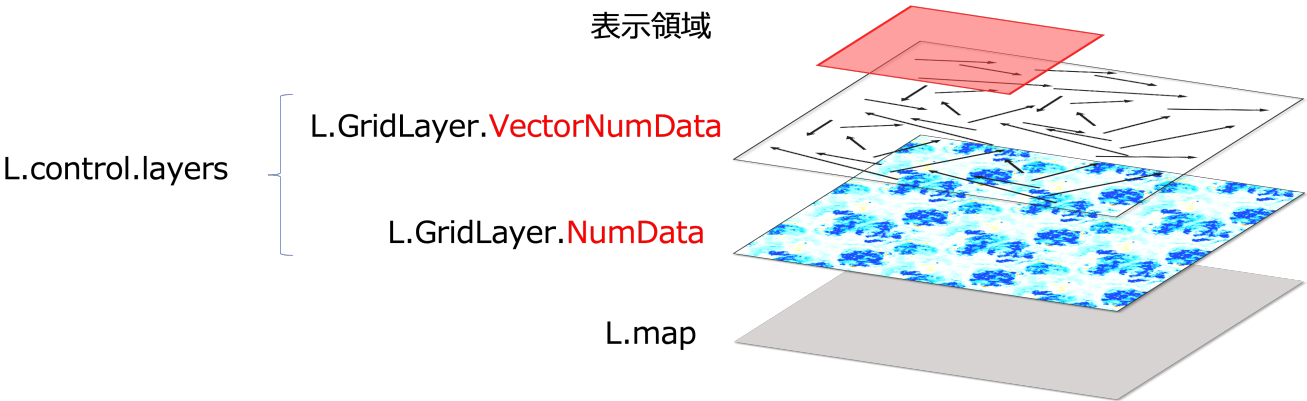 表示領域
L.GridLayer.VectorNumData
L.control.layers
L.GridLayer.NumData
L.map